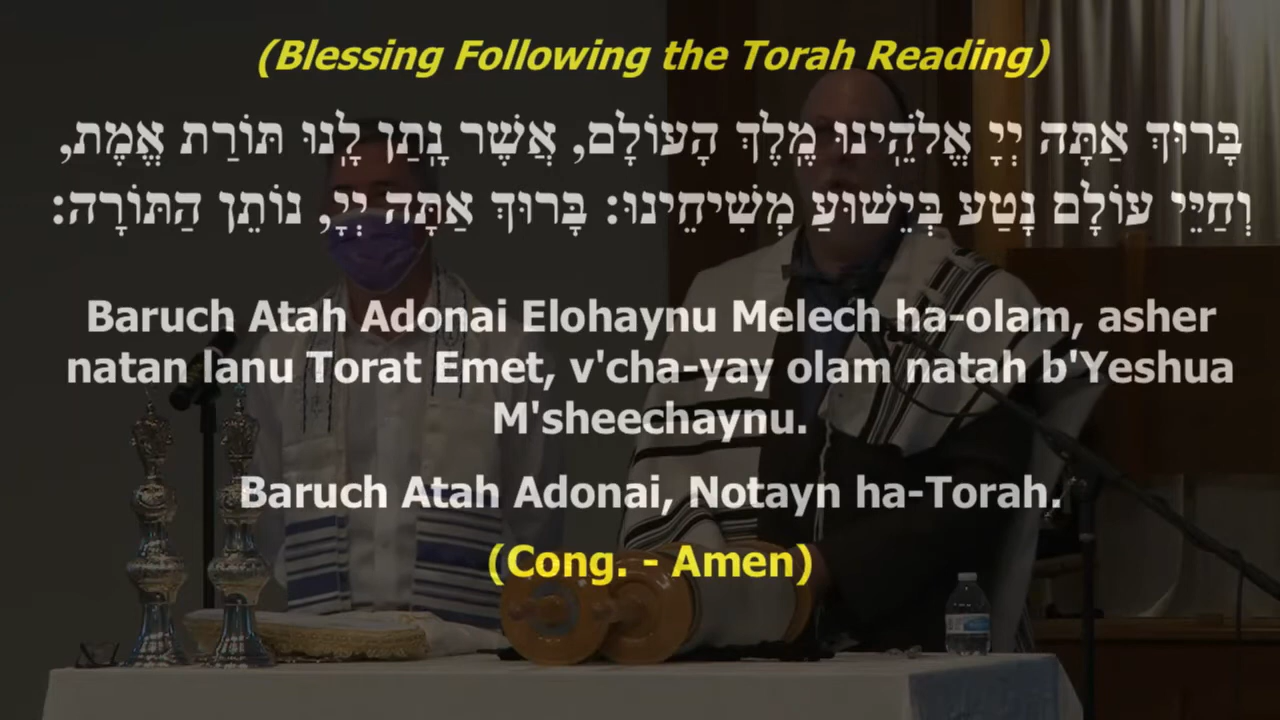 (Blessing Following the Torah Reading)
בָּרוּךְ אַתָּה יְיָ אֱלֹהֵֽינוּ מֶֽלֶךְ הָעוֹלָם, אֲשֶׁר נָֽתַן לָֽנוּ תּוֹרַת אֱמֶת,
וְחַיֵּי עוֹלָם נָטַע בְּיֵשׁוּעַ מְשִׁיחֵינוּ: בָּרוּךְ אַתָּה יְיָ, נוֹתֵן הַתּוֹרָה:
Baruch Atah Adonai Elohaynu Melech ha-olam, asher
natan lanu Torat Emet, v'cha-yay olam natah b'Yeshua
M'sheechaynu.
Baruch Atah Adonai, Notayn ha-Torah.
(Cong. - Amen)